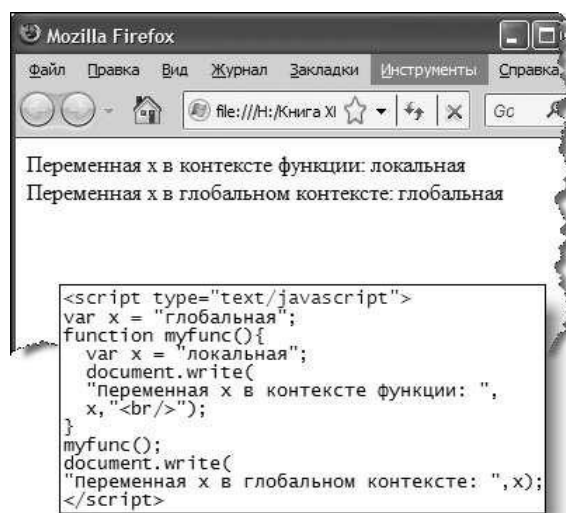 Mozilla Firefox
Файл Правка Вид Журнал Закладки Инструменты Справка
file:///H:/Книга XI Gc
Переменная x в контексте функции: локальная
Переменная x в глобальном контексте: глобальная
<script type="text/javascript">
var x = "глобальная";
function myfunc(){
var x = "локальная";
document.write(
"Переменная x в контексте функции: ",
x,"<br/>");
}
myfunc();
document.write(
"Переменная x в глобальном контексте: ",x);
</script>